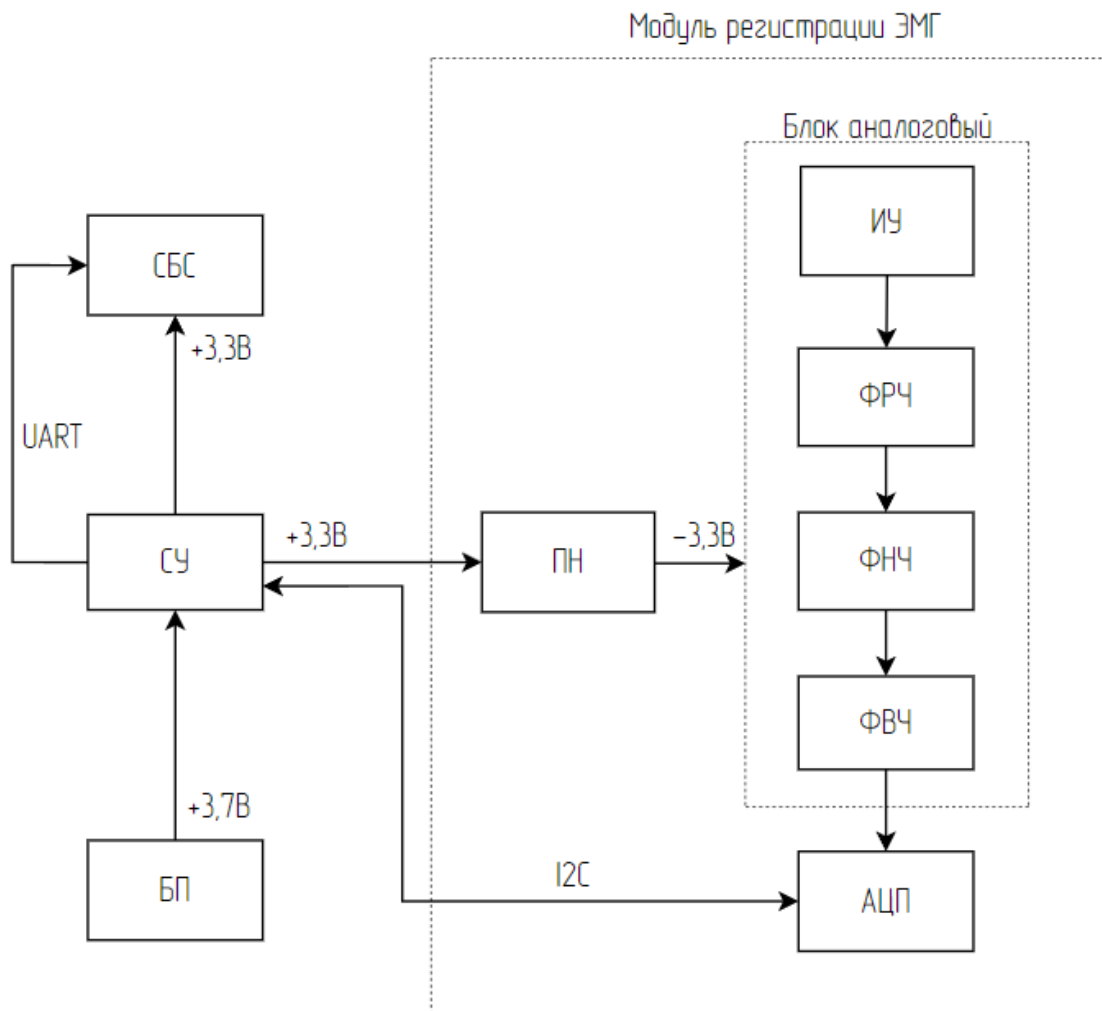 Модуль регистрации ЭМГ
Блок аналоговый
ИУ
СБС
+3,3В
ФРЧ
UART
СУ
+3,3В
ПН
−3,3В
ФНЧ
ФВЧ
+3,7В
БП
I2C
АЦП